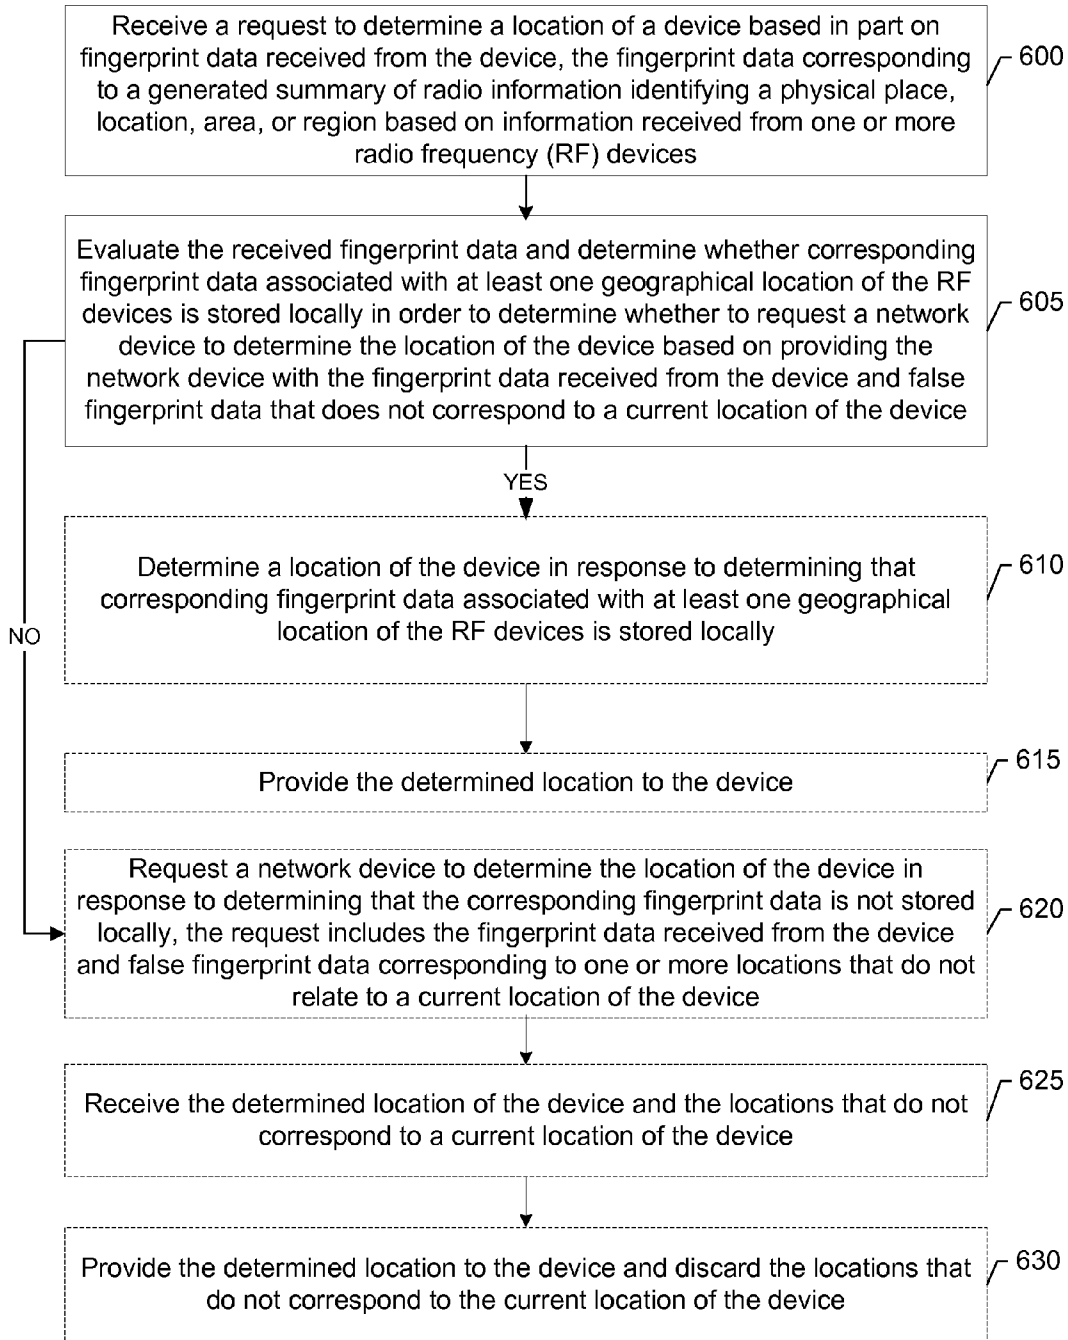 Receive a request to determine a location of a device based in part on
fingerprint data received from the device, the fingerprint data corresponding
to a generated summary of radio information identifying a physical place,
location, area, or region based on information received from one or more
radio frequency (RF) devices
600
Evaluate the received fingerprint data and determine whether corresponding
fingerprint data associated with at least one geographical location of the RF
devices is stored locally in order to determine whether to request a network
device to determine the location of the device based on providing the
network device with the fingerprint data received from the device and false
fingerprint data that does not correspond to a current location of the device
605
YES
Determine a location of the device in response to determining that
corresponding fingerprint data associated with at least one geographical
location of the RF devices is stored locally
610
NO
Provide the determined location to the device
615
Request a network device to determine the location of the device in
response to determining that the corresponding fingerprint data is not stored
locally, the request includes the fingerprint data received from the device
and false fingerprint data corresponding to one or more locations that do not
relate to a current location of the device
620
Receive the determined location of the device and the locations that do not
correspond to a current location of the device
625
Provide the determined location to the device and discard the locations that
do not correspond to the current location of the device
630